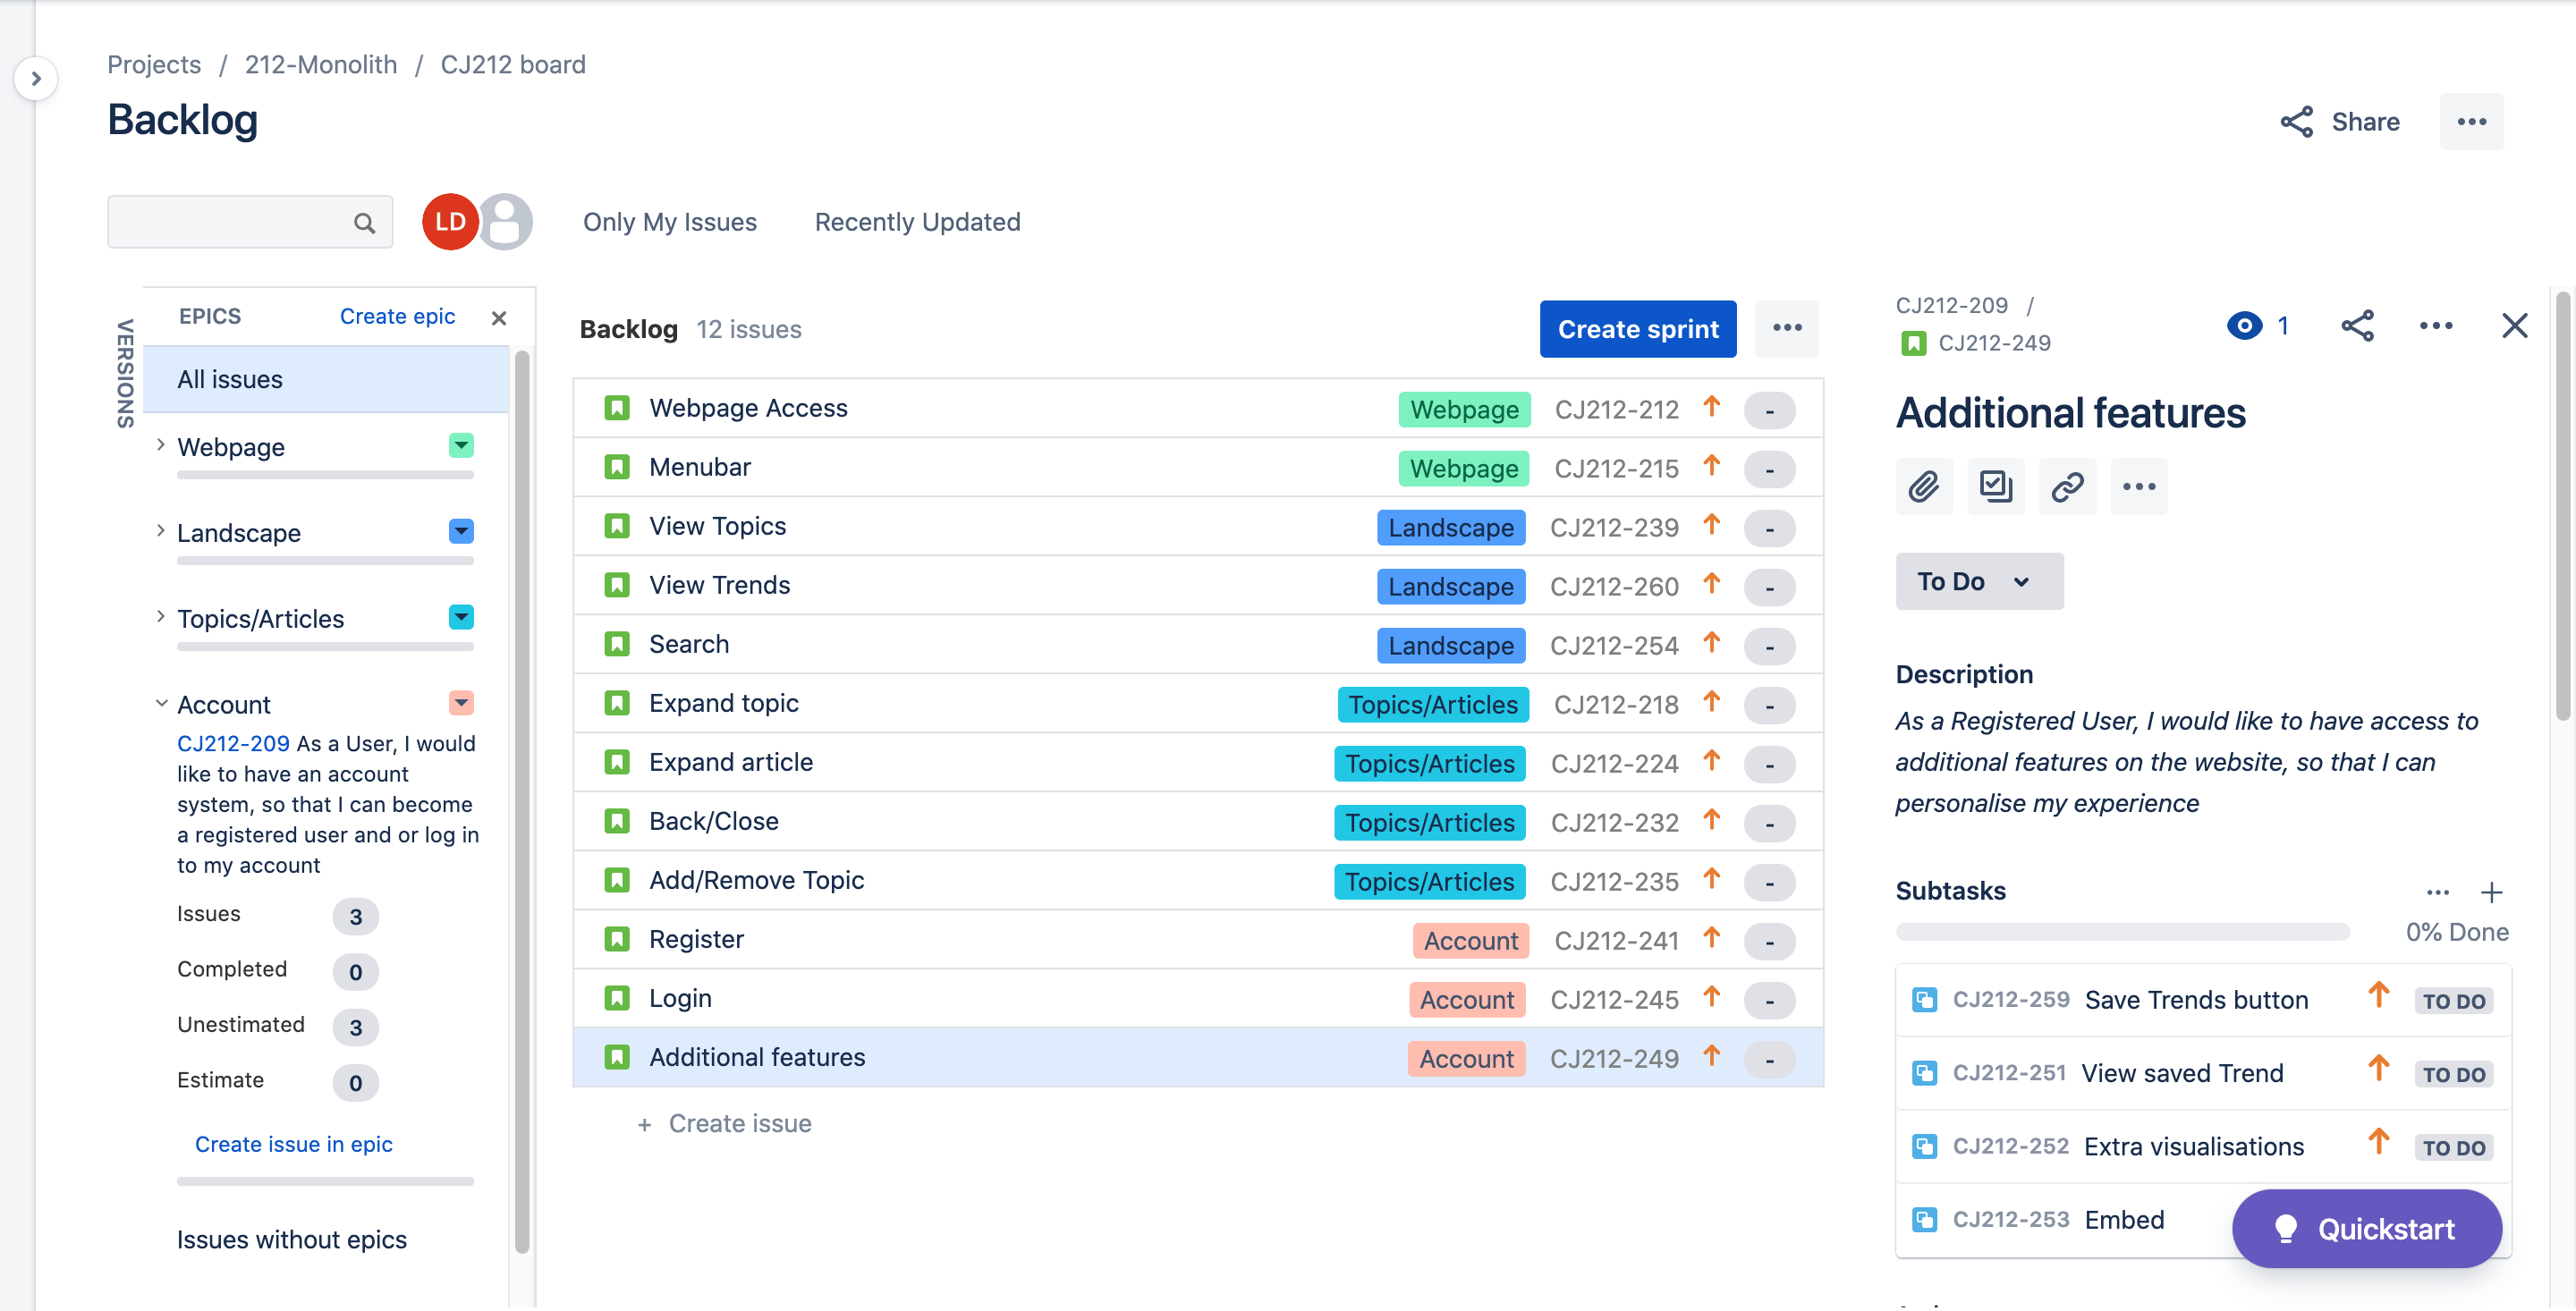 Projects / 212-Monolith / CJ212 board
Backlog
Share
LD
Only My Issues
Recently Updated
VERSIONS
EPICS
Create epic
All issues
Webpage
Landscape
Topics/Articles
Account
CJ212-209 As a User, I would
like to have an account
system, so that I can become
a registered user and or log in
to my account
Issues 3
Completed 0
Unestimated 3
Estimate 0
Create issue in epic
Issues without epics
Backlog 12 issues
Create sprint
Webpage Access Webpage CJ212-212 -
Menubar Webpage CJ212-215 -
View Topics Landscape CJ212-239 -
View Trends Landscape CJ212-260 -
Search Landscape CJ212-254 -
Expand topic Topics/Articles CJ212-218 -
Expand article Topics/Articles CJ212-224 -
Back/Close Topics/Articles CJ212-232 -
Add/Remove Topic Topics/Articles CJ212-235 -
Register Account CJ212-241 -
Login Account CJ212-245 -
Additional features Account CJ212-249 -
+ Create issue
CJ212-209 /
CJ212-249
1
Additional features
To Do
Description
As a Registered User, I would like to have access to
additional features on the website, so that I can
personalise my experience
Subtasks
0% Done
CJ212-259 Save Trends button TO DO
CJ212-251 View saved Trend TO DO
CJ212-252 Extra visualisations TO DO
CJ212-253 Embed
Quickstart